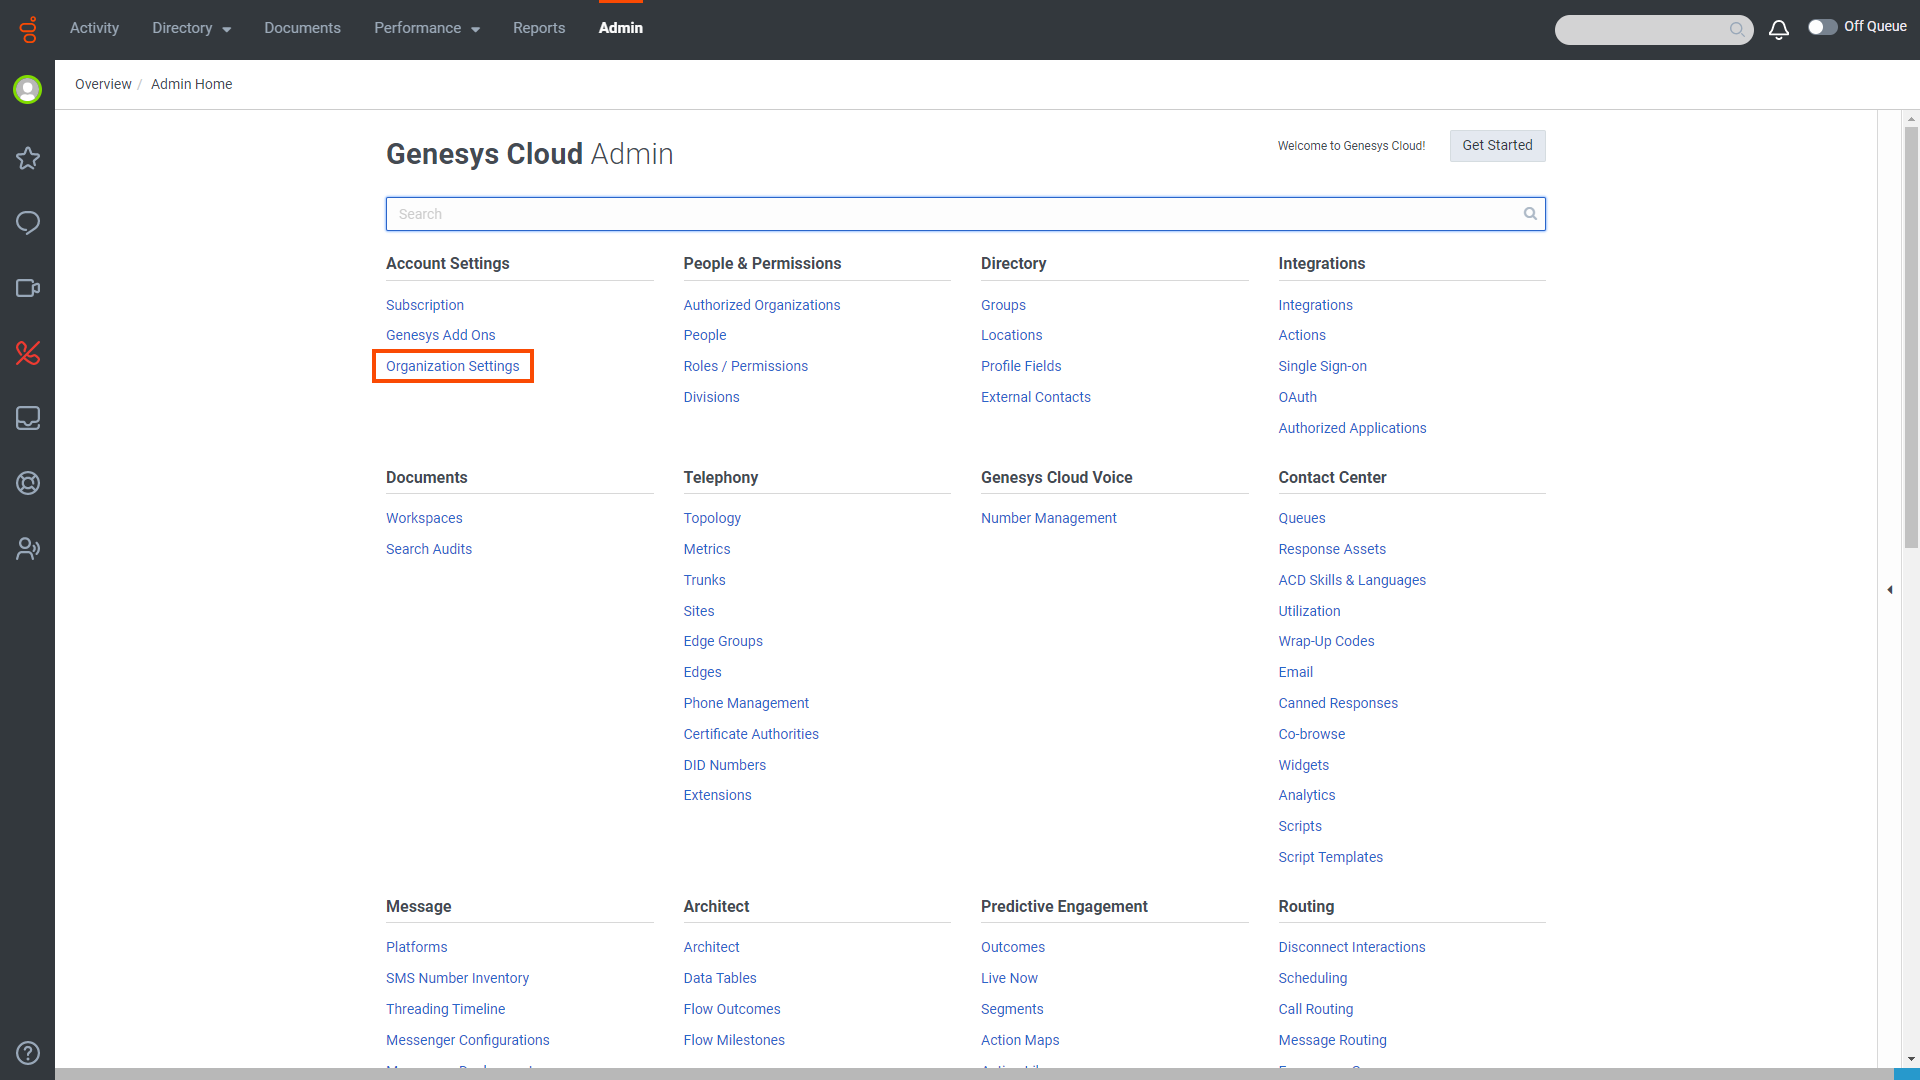 Activity Directory Documents Performance Reports Admin Off Queue
Overview / Admin Home
Genesys Cloud Admin
Welcome to Genesys Cloud! Get Started
Search
Account Settings
Subscription
Genesys Add Ons
Organization Settings
People & Permissions
Authorized Organizations
People
Roles / Permissions
Divisions
Directory
Groups
Locations
Profile Fields
External Contacts
Integrations
Integrations
Actions
Single Sign-on
OAuth
Authorized Applications
Documents
Workspaces
Search Audits
Telephony
Topology
Metrics
Trunks
Sites
Edge Groups
Edges
Phone Management
Certificate Authorities
DID Numbers
Extensions
Genesys Cloud Voice
Number Management
Contact Center
Queues
Response Assets
ACD Skills & Languages
Utilization
Wrap-Up Codes
Email
Canned Responses
Co-browse
Widgets
Analytics
Scripts
Script Templates
Message
Platforms
SMS Number Inventory
Threading Timeline
Messenger Configurations
Architect
Architect
Data Tables
Flow Outcomes
Flow Milestones
Predictive Engagement
Outcomes
Live Now
Segments
Action Maps
Routing
Disconnect Interactions
Scheduling
Call Routing
Message Routing